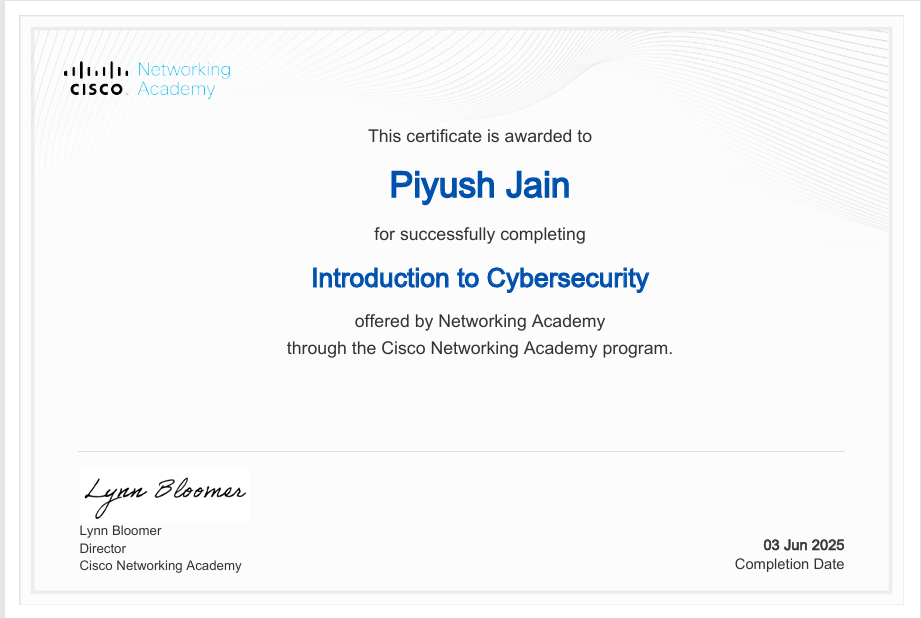 CISCO Networking
Academy
This certificate is awarded to
Piyush Jain
for successfully completing
Introduction to Cybersecurity
offered by Networking Academy
through the Cisco Networking Academy program.
Lynn Bloomer
Lynn Bloomer
Director
Cisco Networking Academy
03 Jun 2025
Completion Date